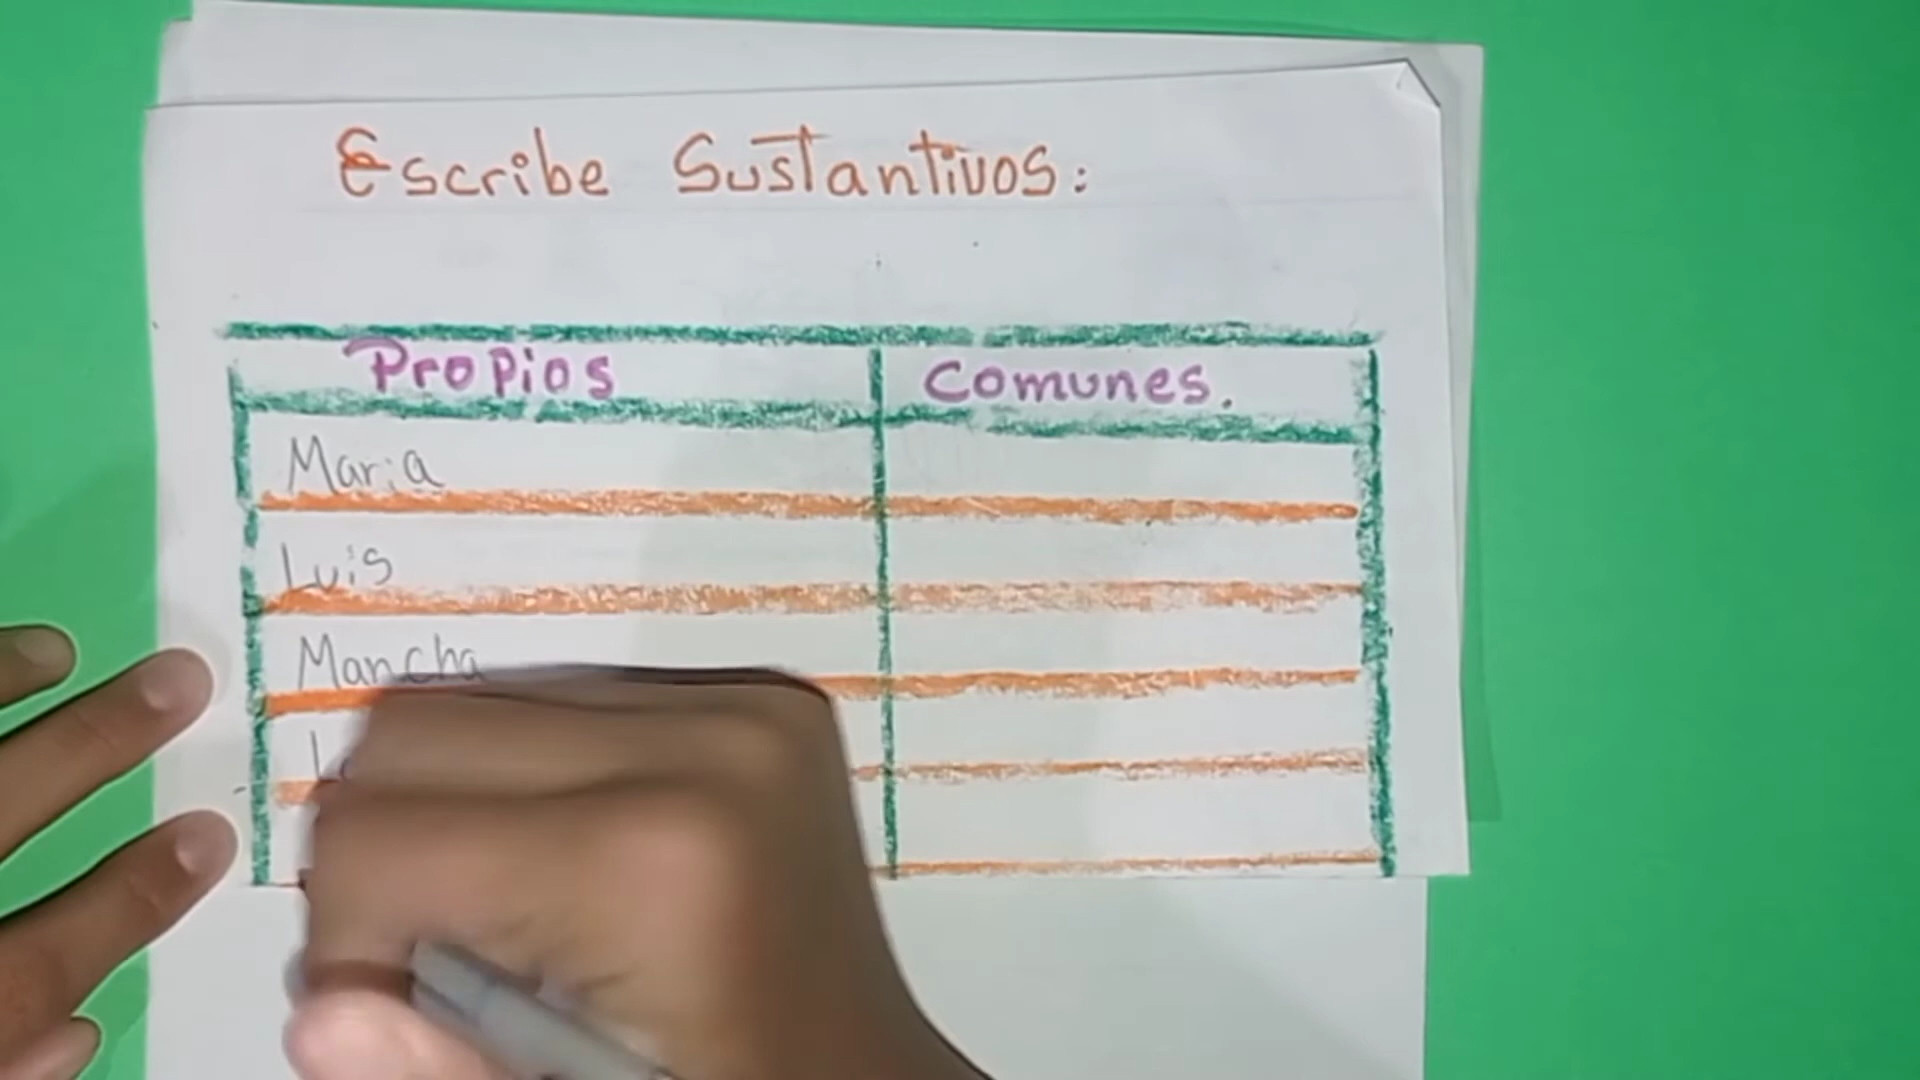 Escribe Sustantivos:
Propios Comunes.
Maria
Luis
Mancha